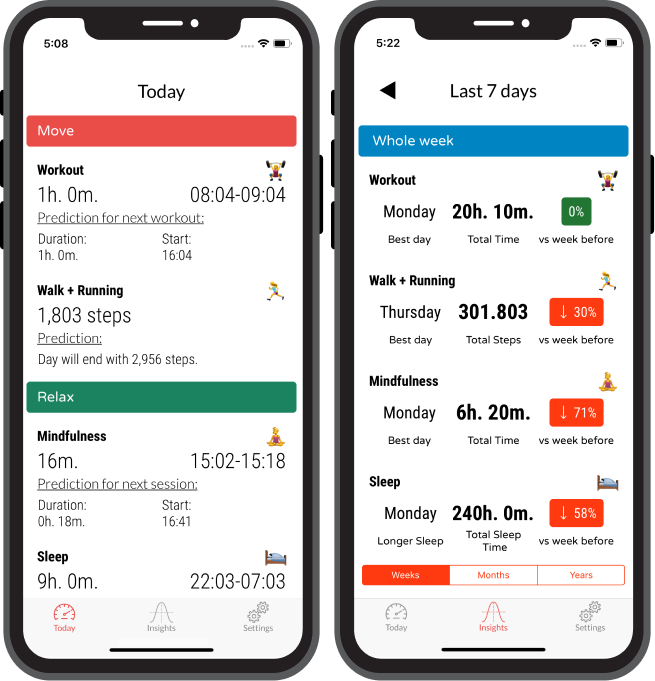 5:08
Today
Move
Workout
1h. 0m. 08:04-09:04
Prediction for next workout:
Duration: Start:
1h. 0m. 16:04
Walk + Running
1,803 steps
Prediction:
Day will end with 2,956 steps.
Relax
Mindfulness
16m. 15:02-15:18
Prediction for next session:
Duration: Start:
0h. 18m. 16:41
Sleep
9h. 0m. 22:03-07:03
Today Insights Settings
5:22
Last 7 days
Whole week
Workout
Monday 20h. 10m. 0%
Best day Total Time vs week before
Walk + Running
Thursday 301.803 ↓ 30%
Best day Total Steps vs week before
Mindfulness
Monday 6h. 20m. ↓ 71%
Best day Total Time vs week before
Sleep
Monday 240h. 0m. ↓ 58%
Longer Sleep Total Sleep Time vs week before
Weeks Months Years
Today Insights Settings